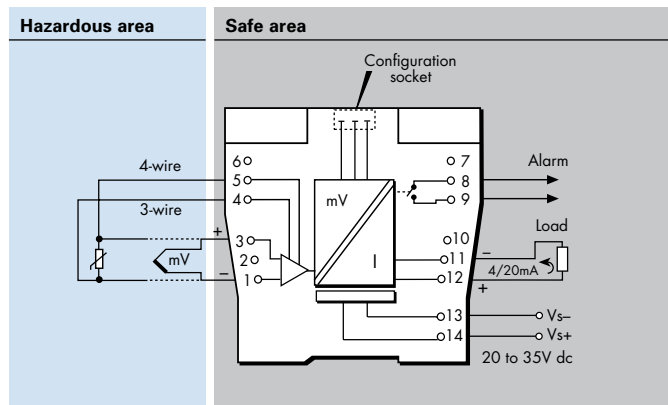 Hazardous area
Safe area
Configuration
socket
4-wire
3-wire
6
5
4
+
3
2
–
1
mV
mV
I
7
8
9
Alarm
10
11
12
Load
–
4/20mA
+
13
14
Vs–
Vs+
20 to 35V dc